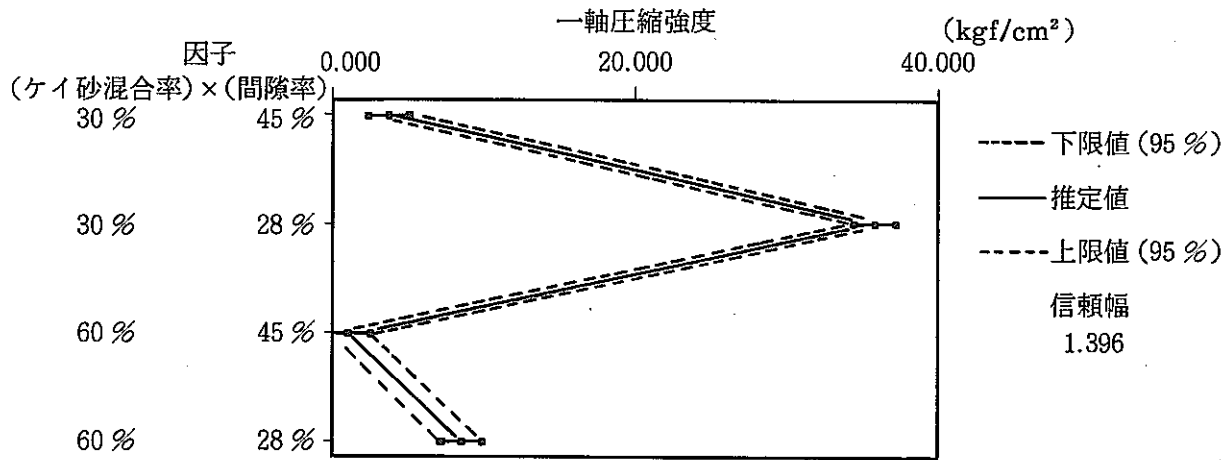 一軸圧縮強度 (kgf/cm²)
因子
(ケイ砂混合率)×(間隙率)
0.000 20.000 40.000
30 % 45 %
30 % 28 %
60 % 45 %
60 % 28 %
下限値 (95 %)
推定値
上限値 (95 %)
信頼幅
1.396